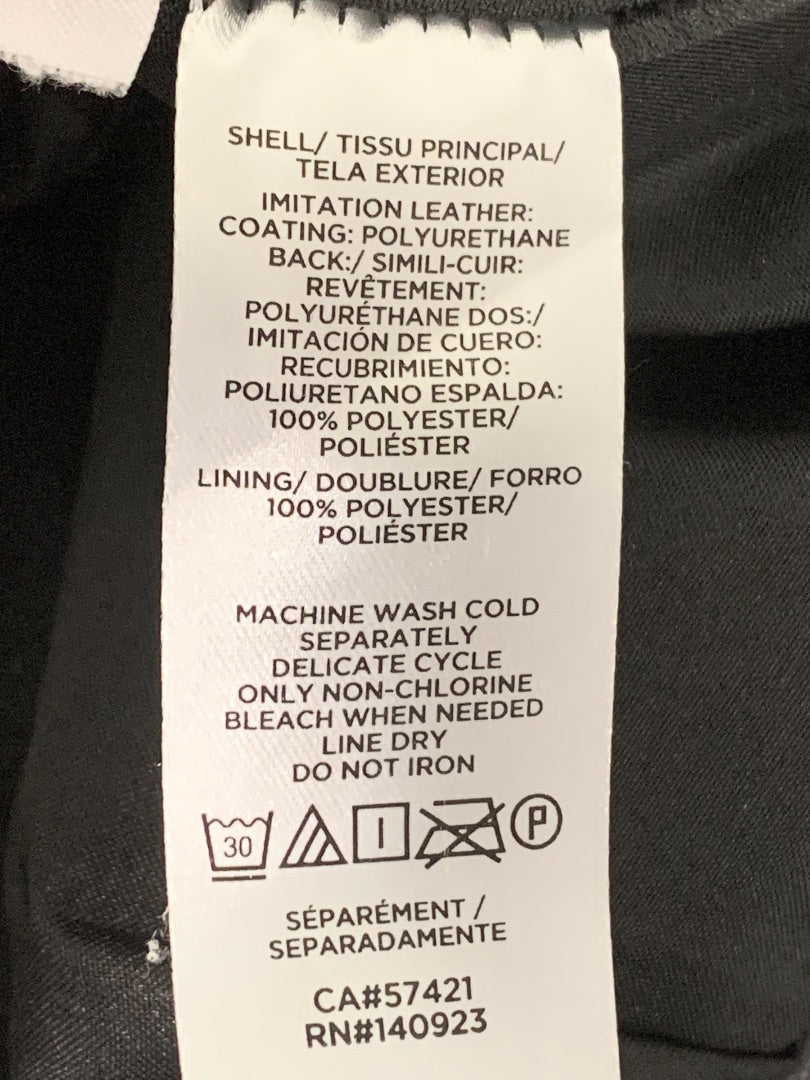 SHELL/ TISSU PRINCIPAL/
TELA EXTERIOR
IMITATION LEATHER:
COATING: POLYURETHANE
BACK:/ SIMILI-CUIR:
REVÊTEMENT:
POLYURÉTHANE DOS:/
IMITACIÓN DE CUERO:
RECUBRIMIENTO:
POLIURETANO ESPALDA:
100% POLYESTER/
POLIÉSTER
LINING/ DOUBLURE/ FORRO
100% POLYESTER/
POLIÉSTER
MACHINE WASH COLD
SEPARATELY
DELICATE CYCLE
ONLY NON-CHLORINE
BLEACH WHEN NEEDED
LINE DRY
DO NOT IRON
30 P
SÉPARÉMENT /
SEPARADAMENTE
CA#57421
RN#140923